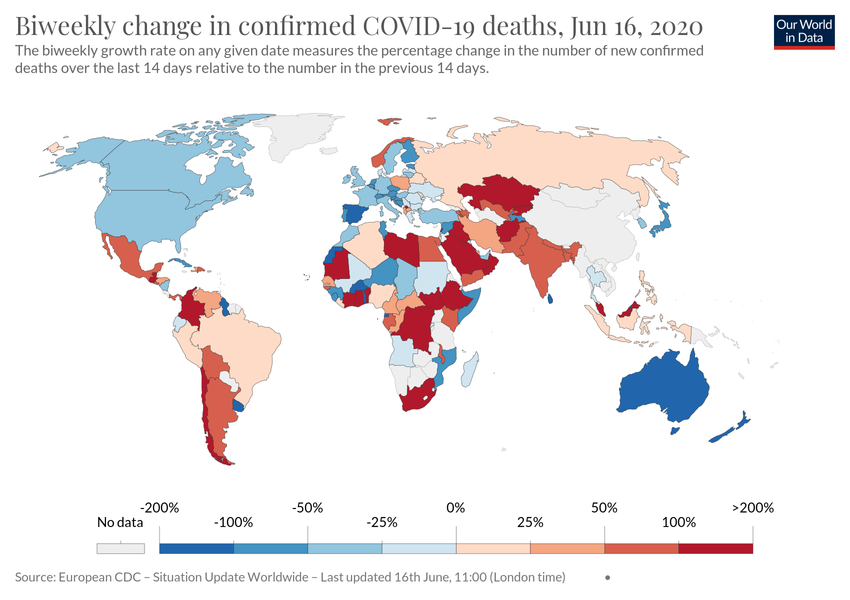 Biweekly change in confirmed COVID-19 deaths, Jun 16, 2020
Our World
in Data
The biweekly growth rate on any given date measures the percentage change in the number of new confirmed
deaths over the last 14 days relative to the number in the previous 14 days.
-200% -50% 0% 50% >200%
No data -100% -25% 25% 100%
Source: European CDC – Situation Update Worldwide – Last updated 16th June, 11:00 (London time) •